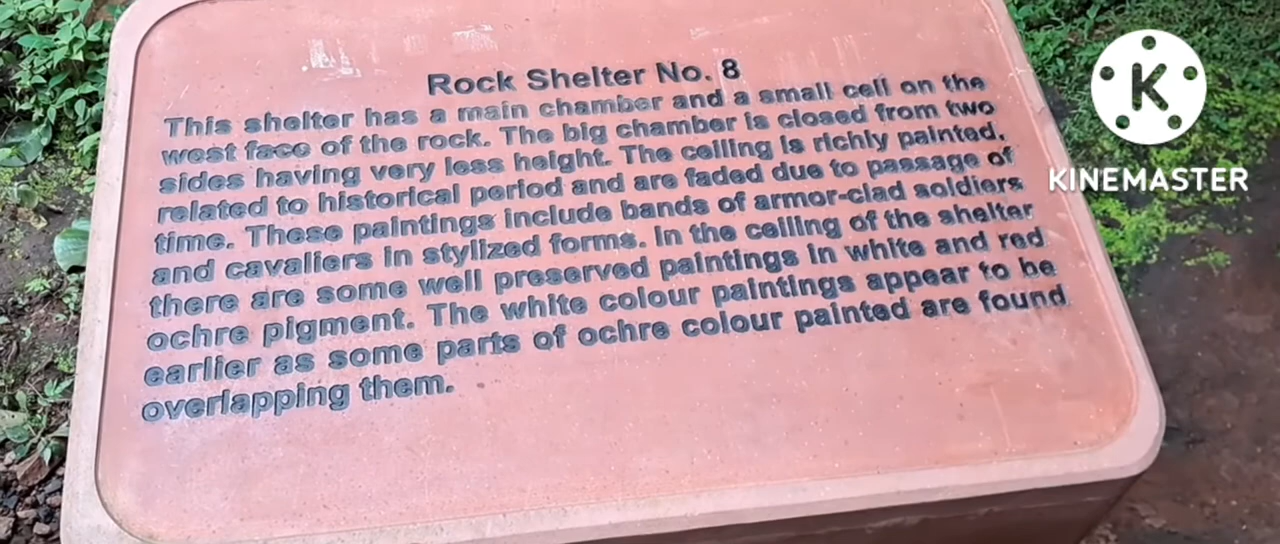 Rock Shelter No. 8
This shelter has a main chamber and a small cell on the
west face of the rock. The big chamber is closed from two
sides having very less height. The ceiling is richly painted,
related to historical period and are faded due to passage of
time. These paintings include bands of armor-clad soldiers
and cavaliers in stylized forms. In the ceiling of the shelter
there are some well preserved paintings in white and red
ochre pigment. The white colour paintings appear to be
earlier as some parts of ochre colour painted are found
overlapping them.
K
KINEMASTER